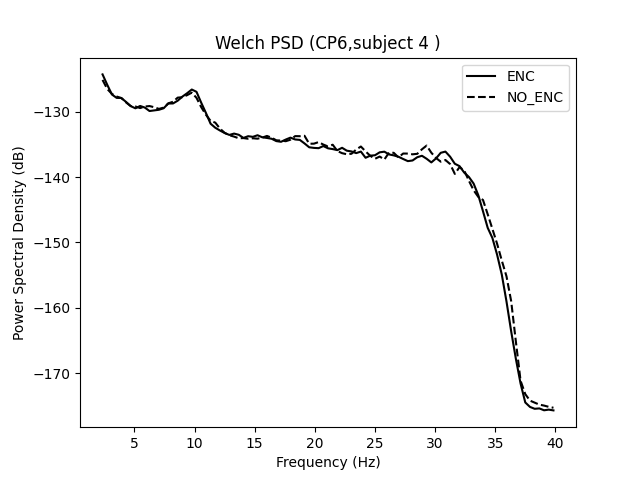 Welch PSD (CP6,subject 4 )
ENC
NO_ENC
Power Spectral Density (dB)
−130
−140
−150
−160
−170
5 10 15 20 25 30 35 40
Frequency (Hz)